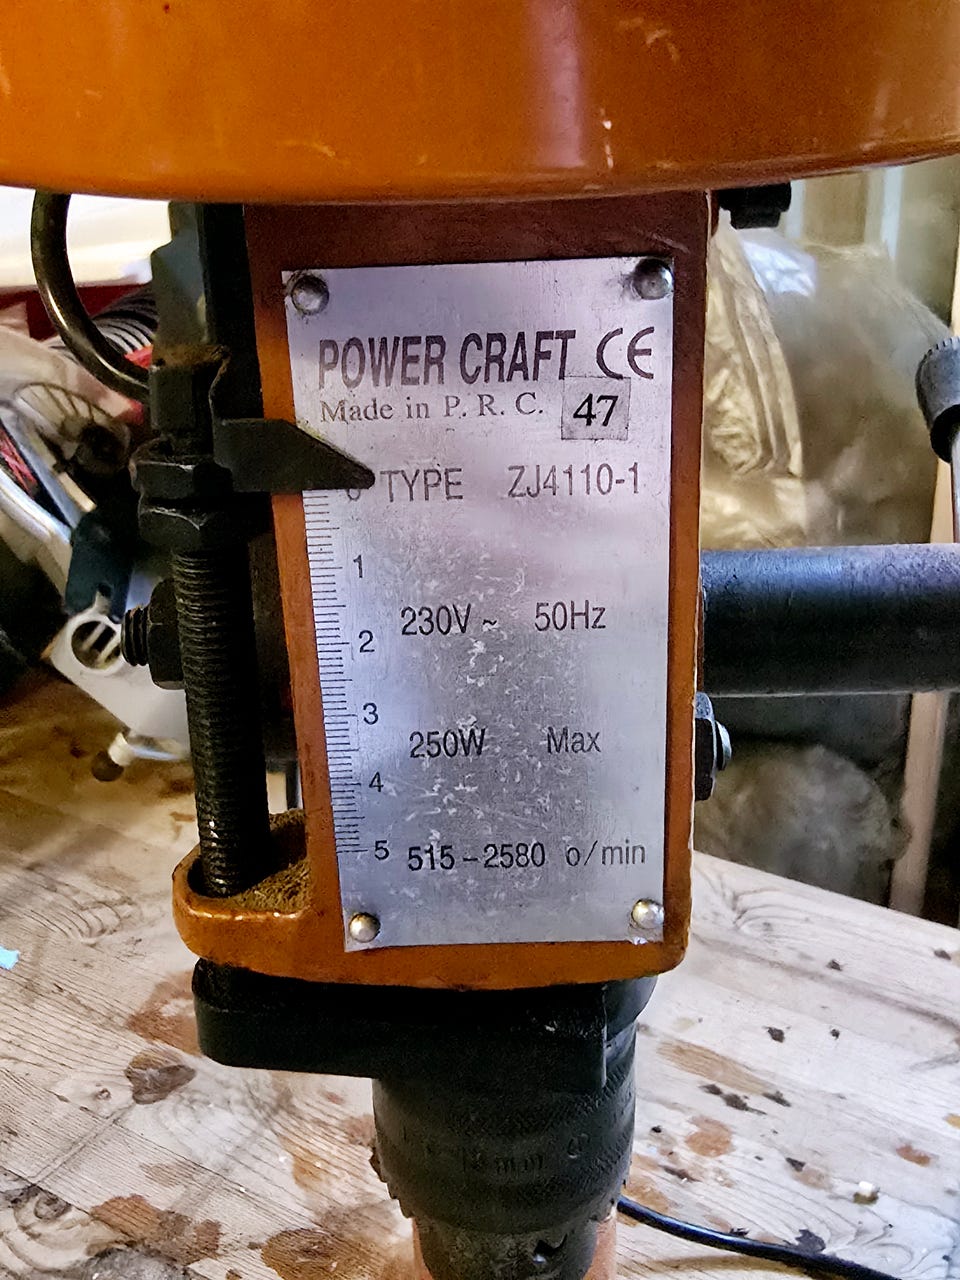 POWER CRAFT CE
Made in P. R. C. 47
0 TYPE ZJ4110-1
1
230V ~ 50Hz
2
3
250W Max
4
5 515-2580 o/min